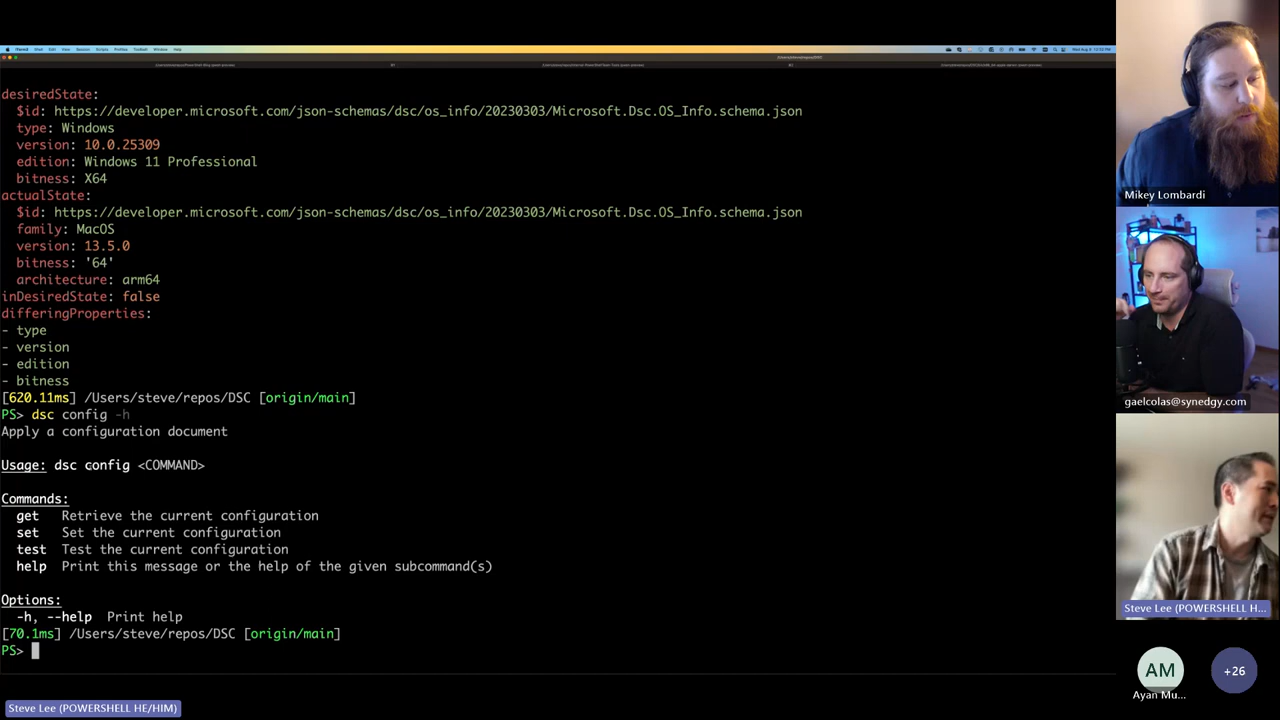 desiredState:
$id: https://developer.microsoft.com/json-schemas/dsc/os_info/20230303/Microsoft.Dsc.OS_Info.schema.json
type: Windows
version: 10.0.25309
edition: Windows 11 Professional
bitness: X64
actualState:
$id: https://developer.microsoft.com/json-schemas/dsc/os_info/20230303/Microsoft.Dsc.OS_Info.schema.json
family: MacOS
version: 13.5.0
bitness: '64'
architecture: arm64
inDesiredState: false
differingProperties:
- type
- version
- edition
- bitness
[620.11ms] /Users/steve/repos/DSC [origin/main]
PS> dsc config -h
Apply a configuration document
Usage: dsc config <COMMAND>
Commands:
get Retrieve the current configuration
set Set the current configuration
test Test the current configuration
help Print this message or the help of the given subcommand(s)
Options:
-h, --help Print help
[70.1ms] /Users/steve/repos/DSC [origin/main]
PS>
Steve Lee (POWERSHELL HE/HIM)
Mikey Lombardi
gaelcolas@synedgy.com
Steve Lee (POWERSHELL H...
AM
Ayan Mu...
+26